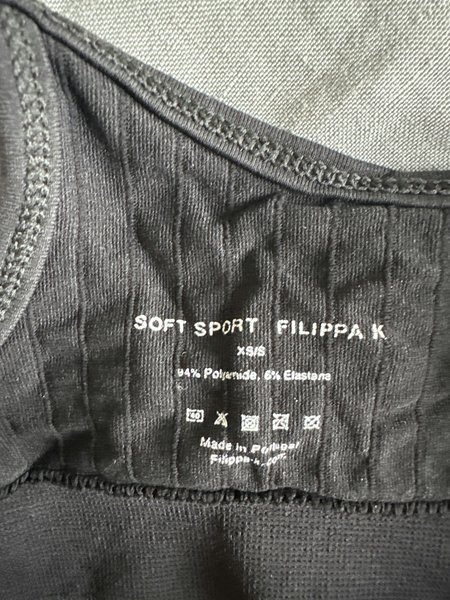 SOFT SPORT FILIPPA K
XS/S
94% Polyamide, 6% Elastane
Made in Portugal